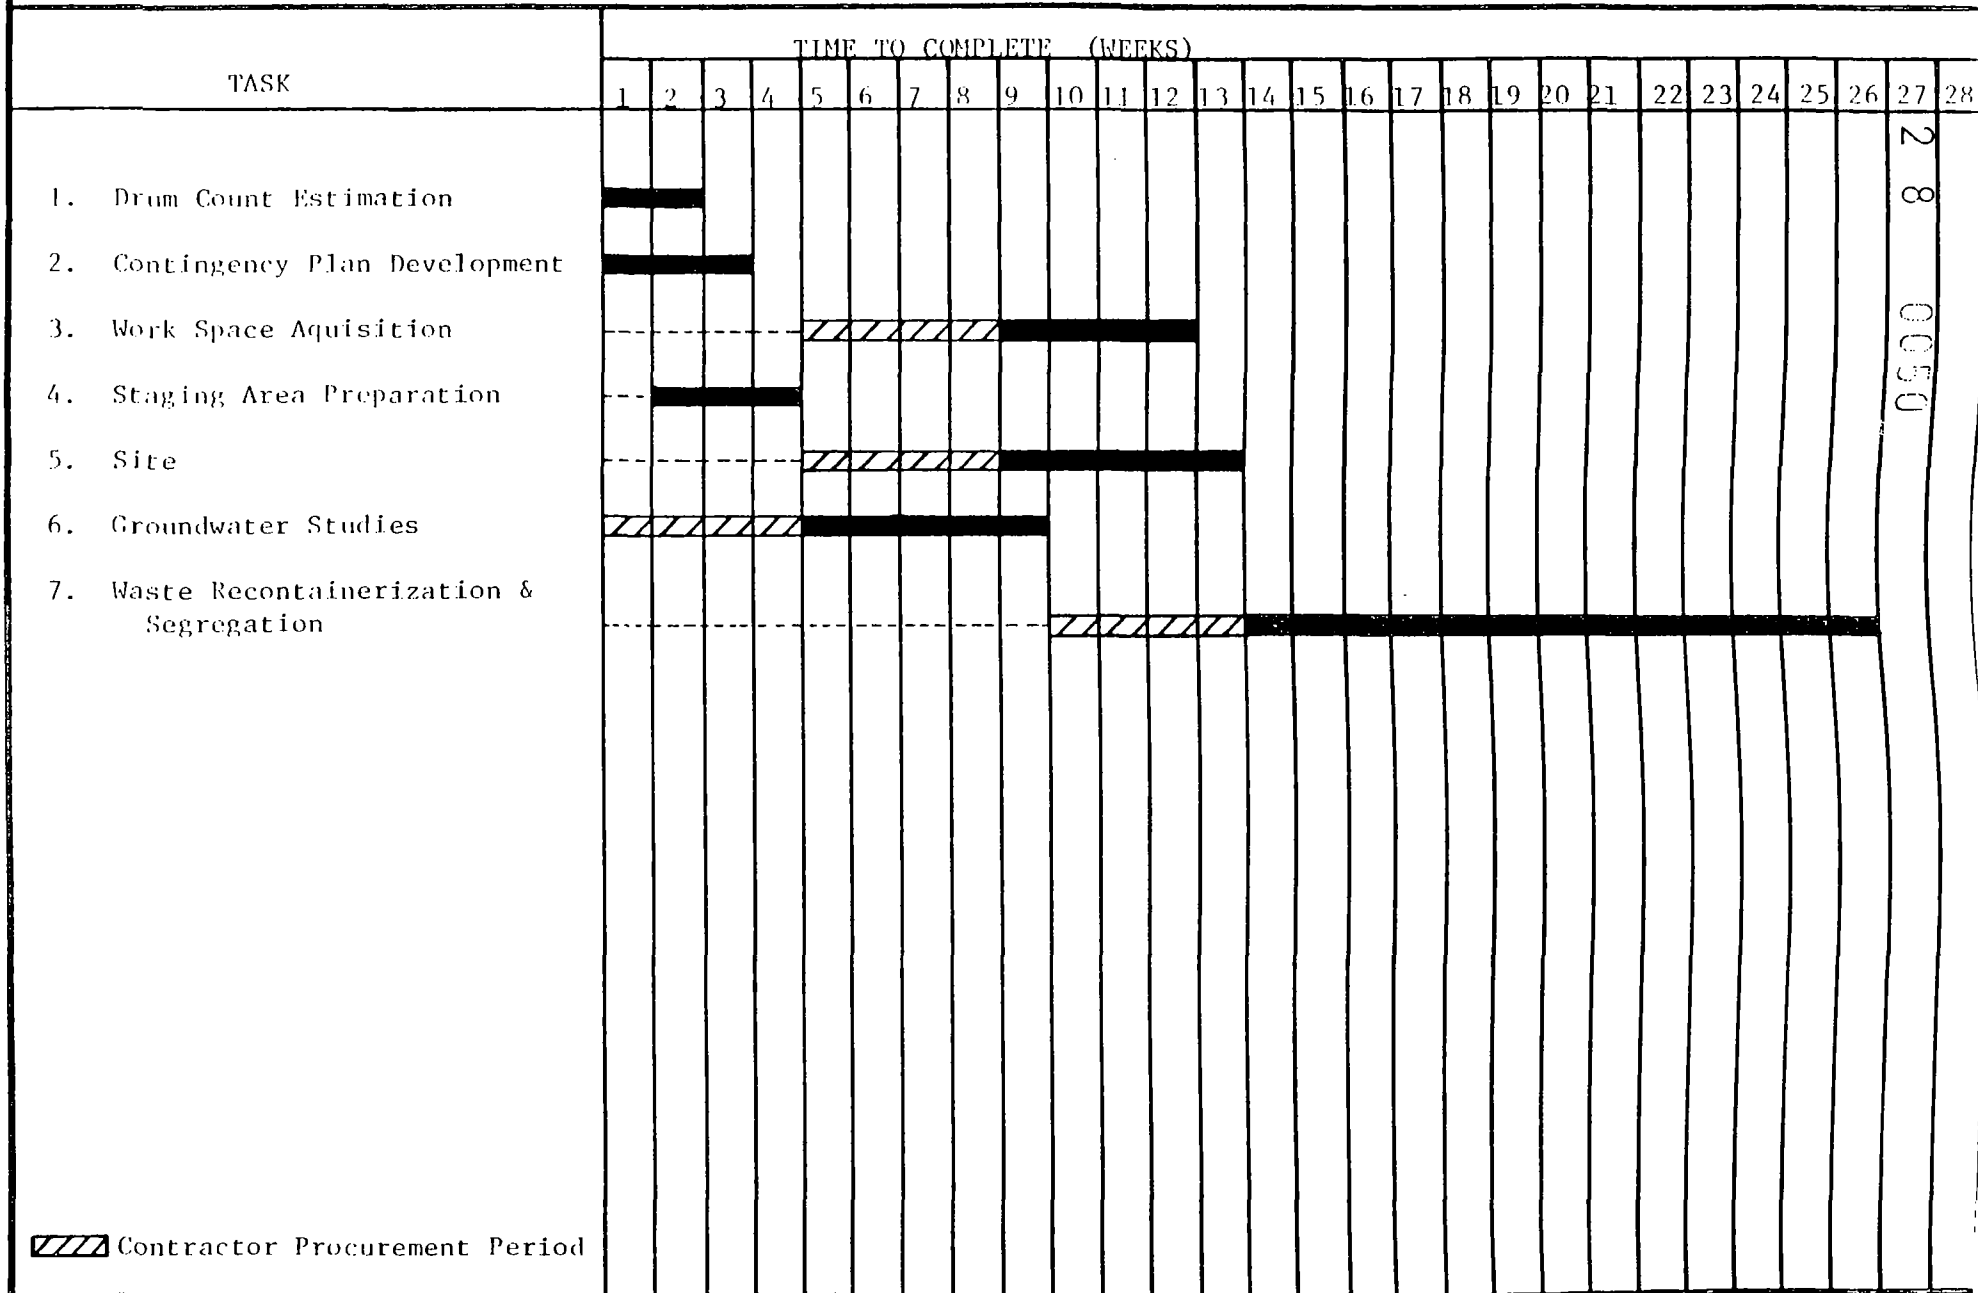 TIME TO COMPLETE (WEEKS)
TASK
1 2 3 4 5 6 7 8 9 10 11 12 13 14 15 16 17 18 19 20 21 22 23 24 25 26 27 28
1. Drum Count Estimation
2. Contingency Plan Development
3. Work Space Aquisition
4. Staging Area Preparation
5. Site
6. Groundwater Studies
7. Waste Recontainerization &
Segregation
Contractor Procurement Period
2 8 0050